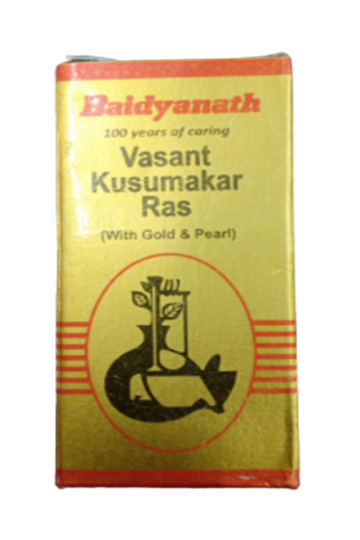 Baidyanath
100 years of caring
Vasant
Kusumakar
Ras
(With Gold & Pearl)